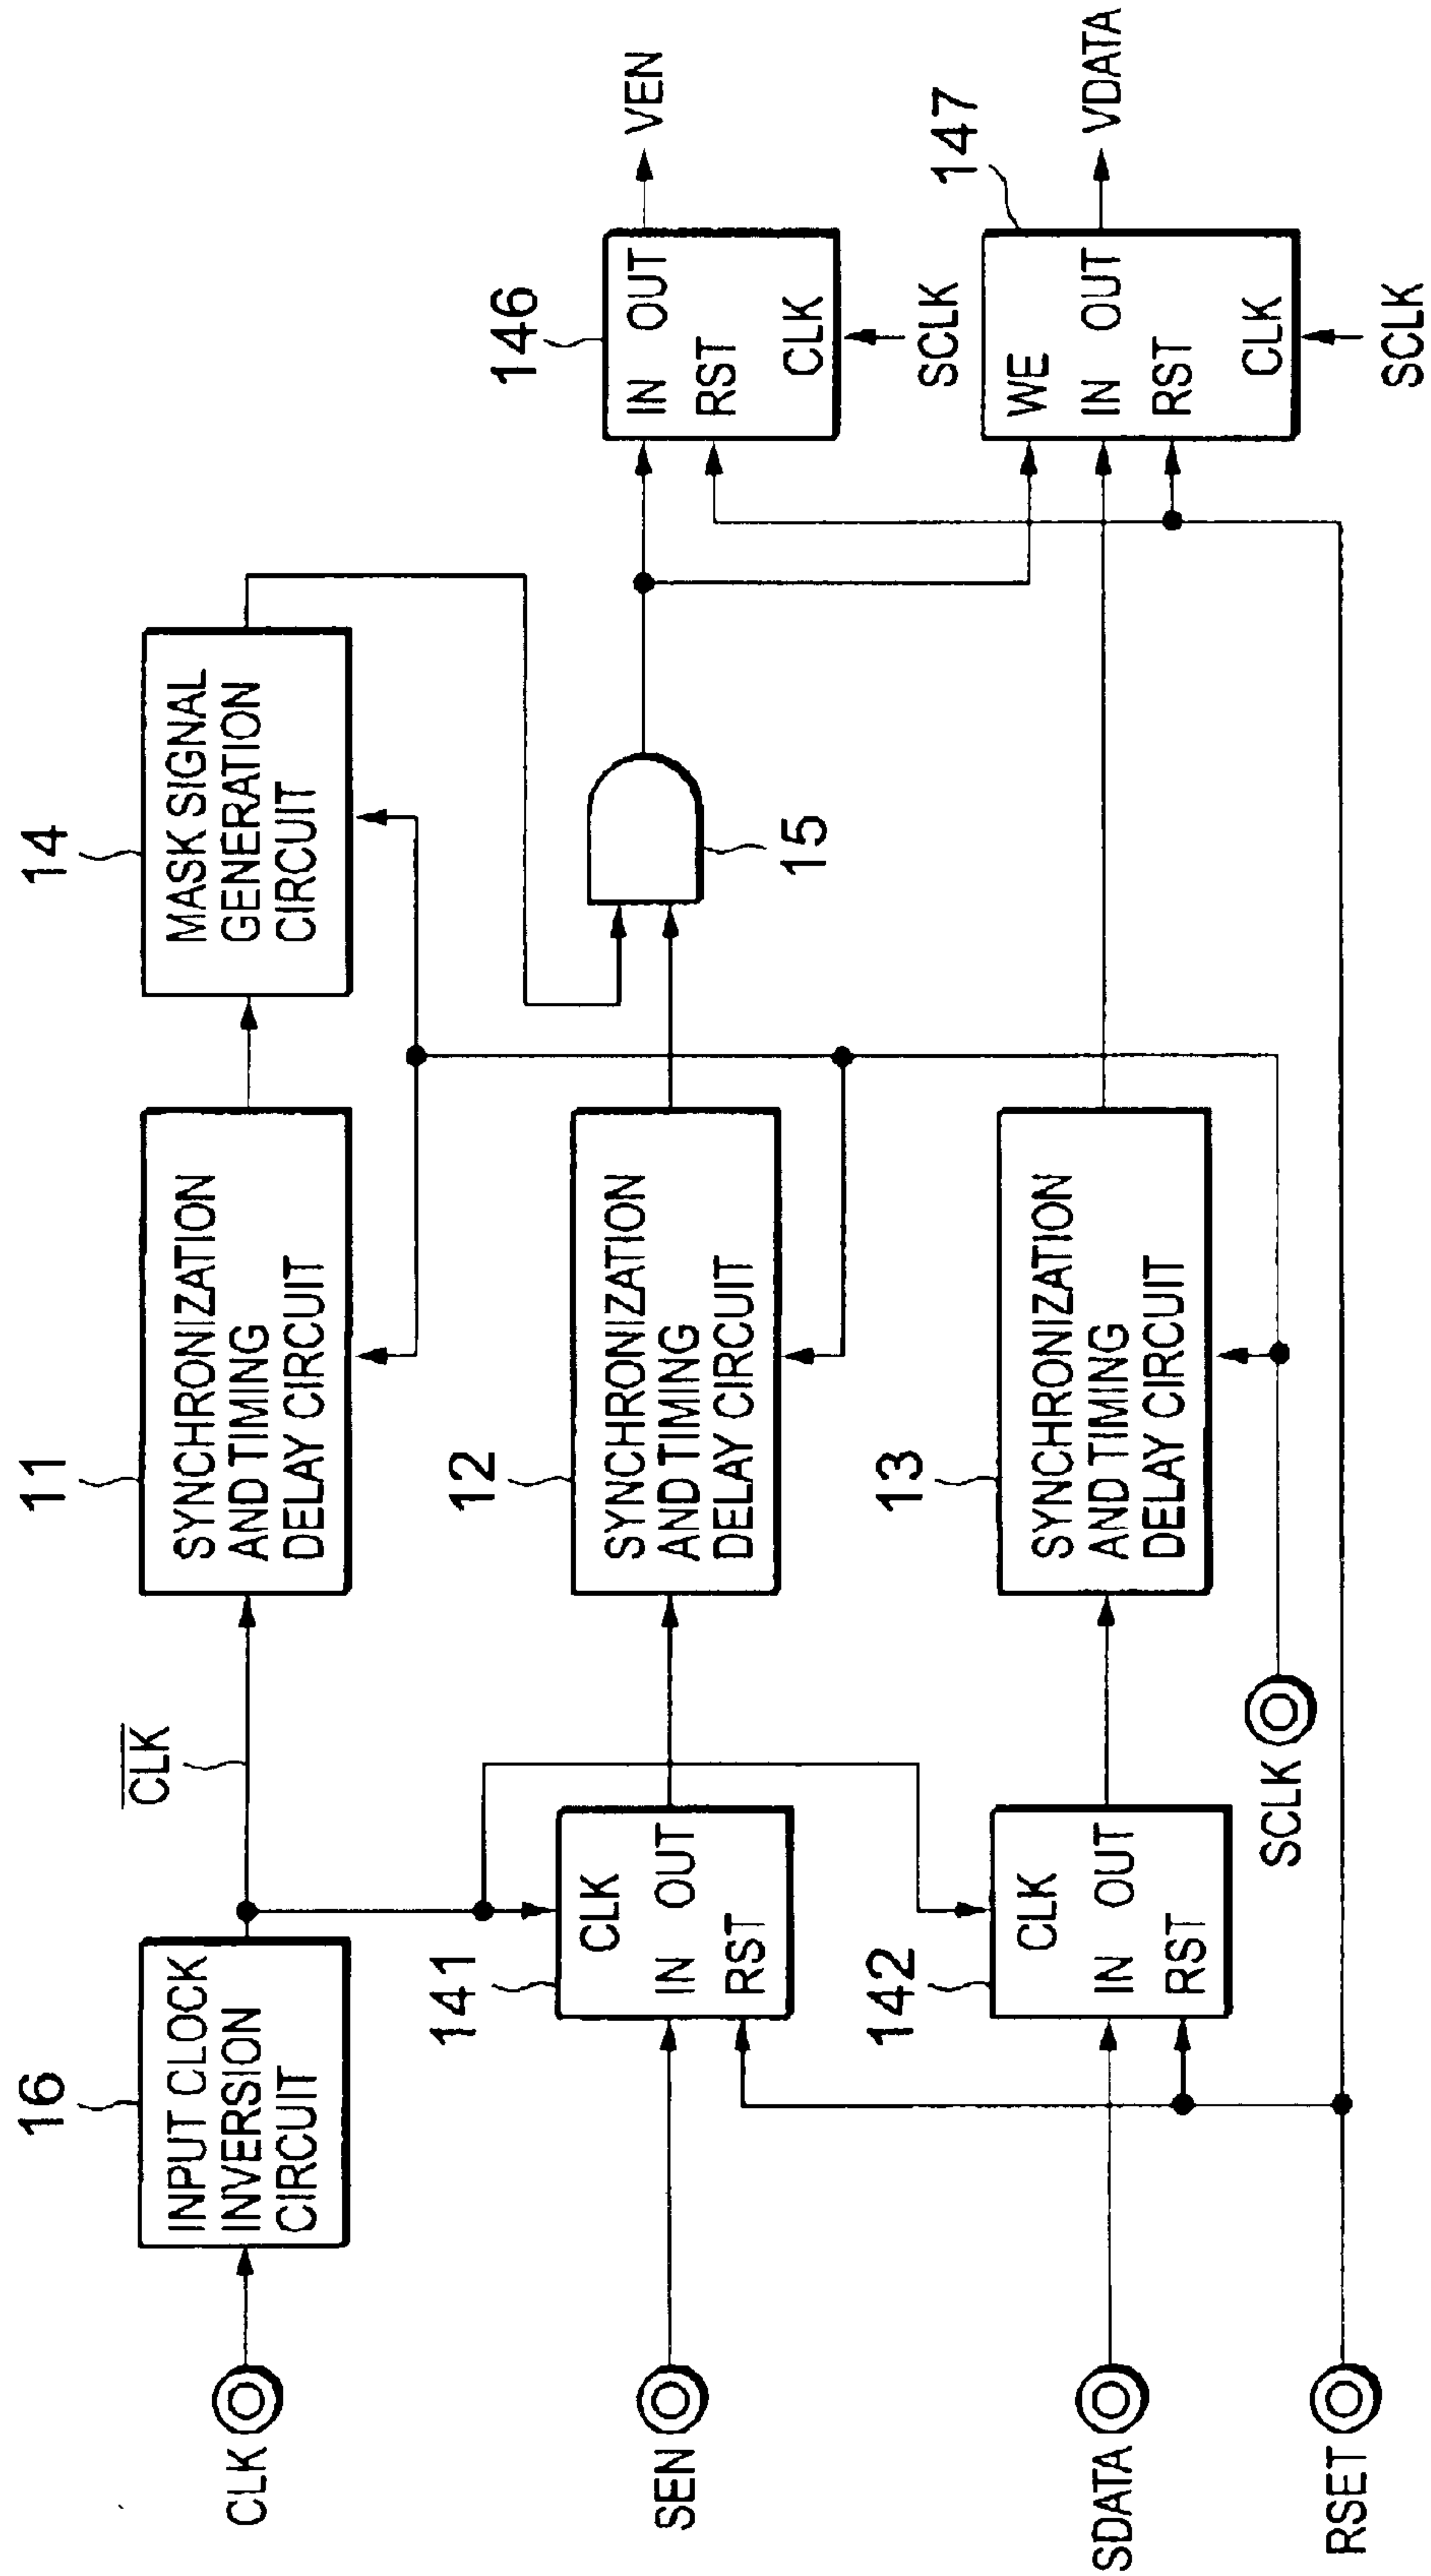 CLK
16
INPUT CLOCK
INVERSION
CIRCUIT
CLK
11
SYNCHRONIZATION
AND TIMING
DELAY CIRCUIT
14
MASK SIGNAL
GENERATION
CIRCUIT
SEN
141
CLK
IN OUT
RST
12
SYNCHRONIZATION
AND TIMING
DELAY CIRCUIT
15
146
IN OUT
RST
CLK
VEN
SCLK
SDATA
142
CLK
IN OUT
RST
13
SYNCHRONIZATION
AND TIMING
DELAY CIRCUIT
147
WE
IN OUT
RST
CLK
VDATA
SCLK
SCLK
RSET